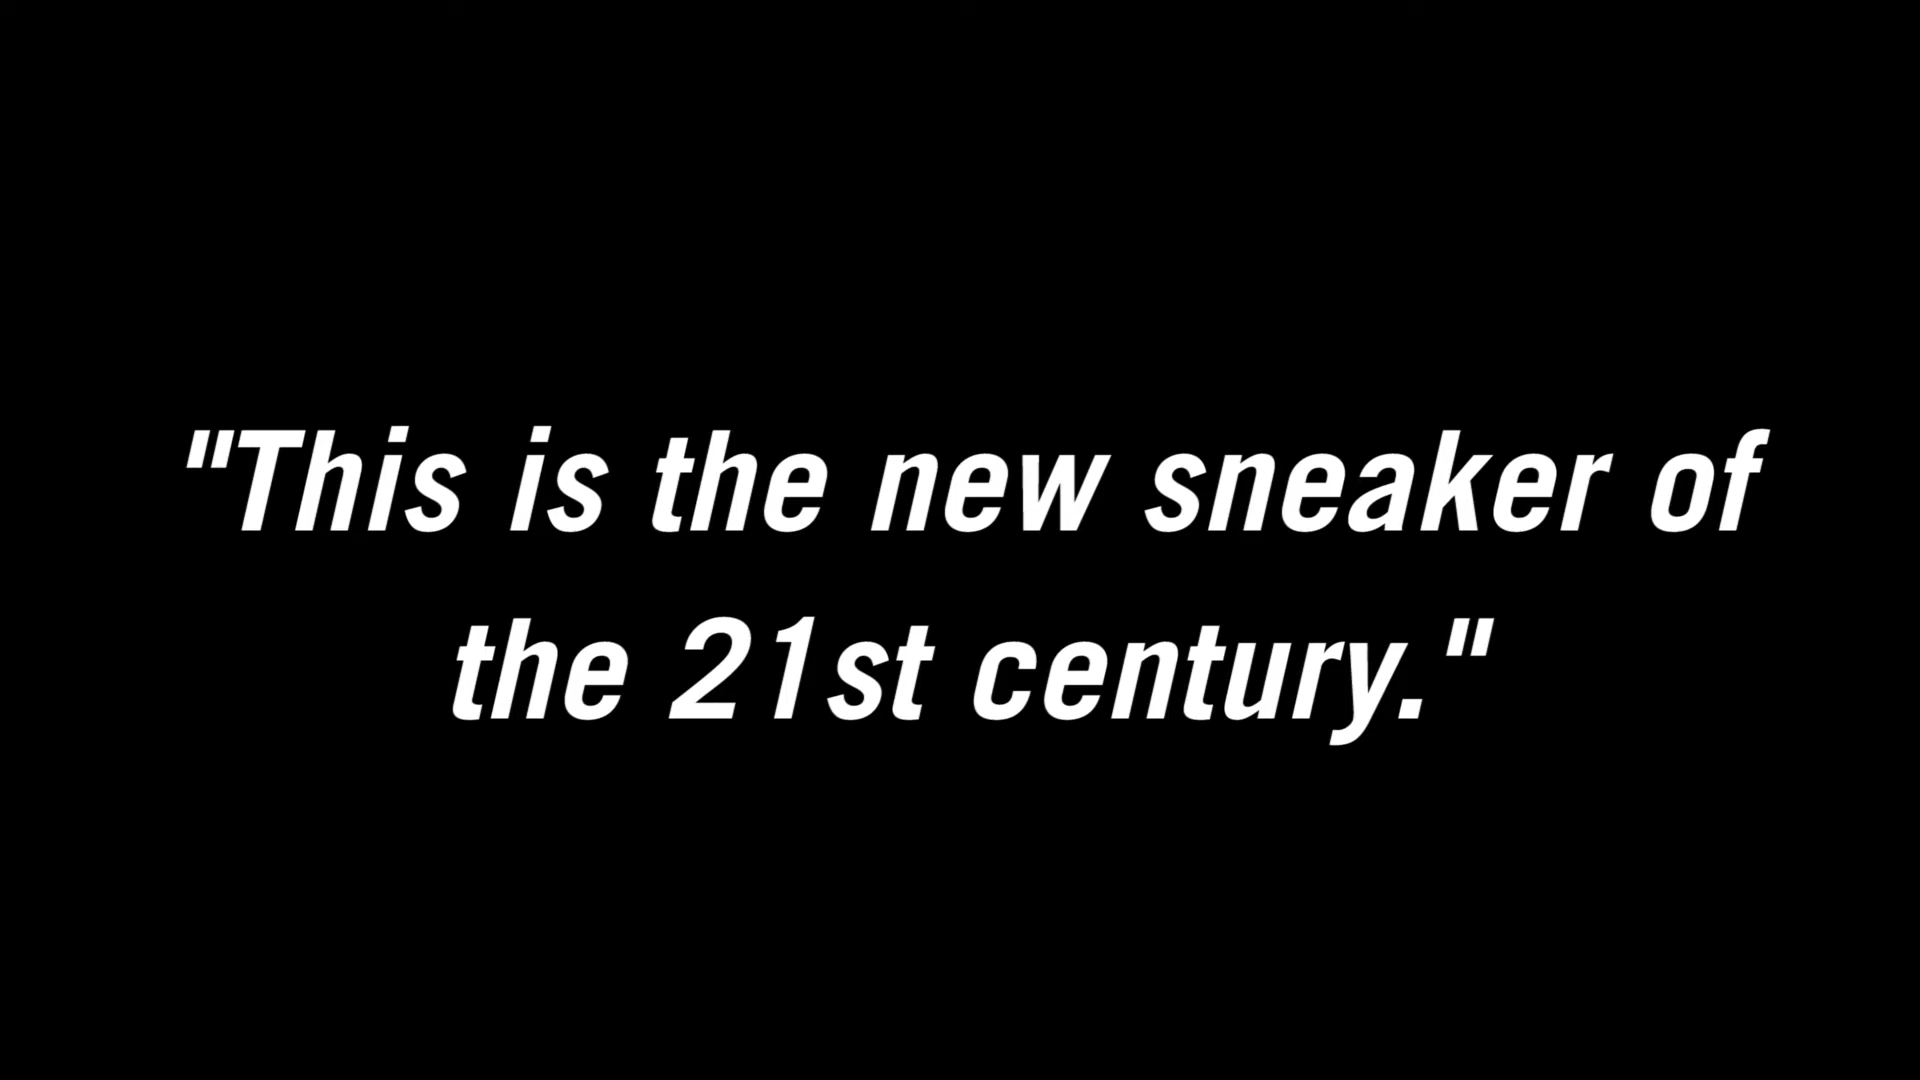 "This is the new sneaker of
the 21st century."